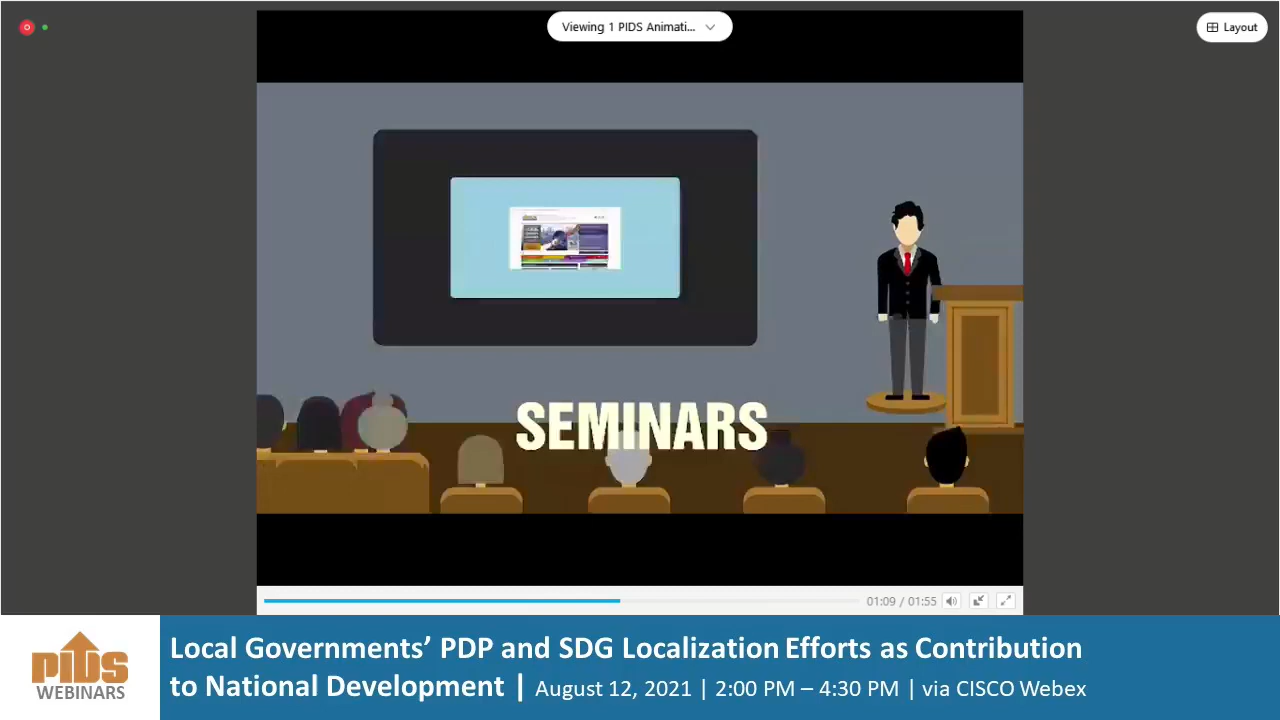 Viewing 1 PIDS Animati...
Layout
SEMINARS
01:09 / 01:55
PIDS
WEBINARS
Local Governments’ PDP and SDG Localization Efforts as Contribution
to National Development | August 12, 2021 | 2:00 PM – 4:30 PM | via CISCO Webex